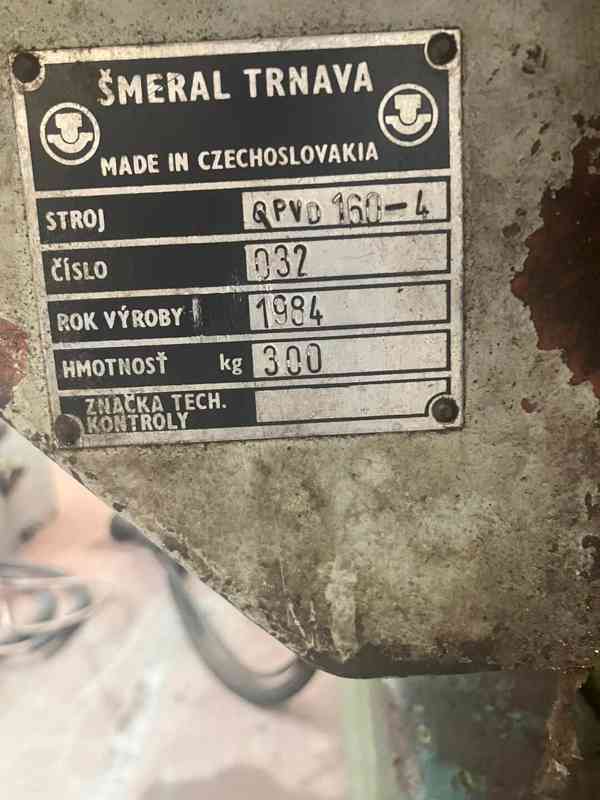 ŠMERAL TRNAVA
MADE IN CZECHOSLOVAKIA
STROJ QPVD 160-4
ČÍSLO 032
ROK VÝROBY 1984
HMOTNOSŤ kg 300
ZNAČKA TECH.
KONTROLY